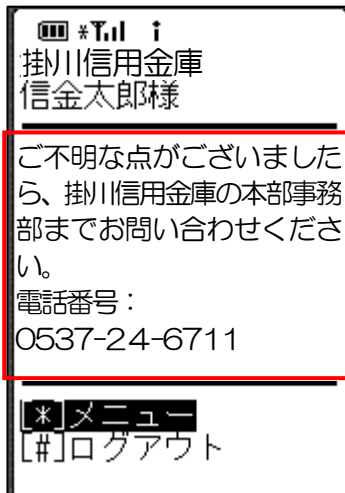 掛川信用金庫
信金太郎様
ご不明な点がございました
ら、掛川信用金庫の本部事務
部までお問い合わせくださ
い。
電話番号：
0537-24-6711
[*]メニュー
[#]ログアウト